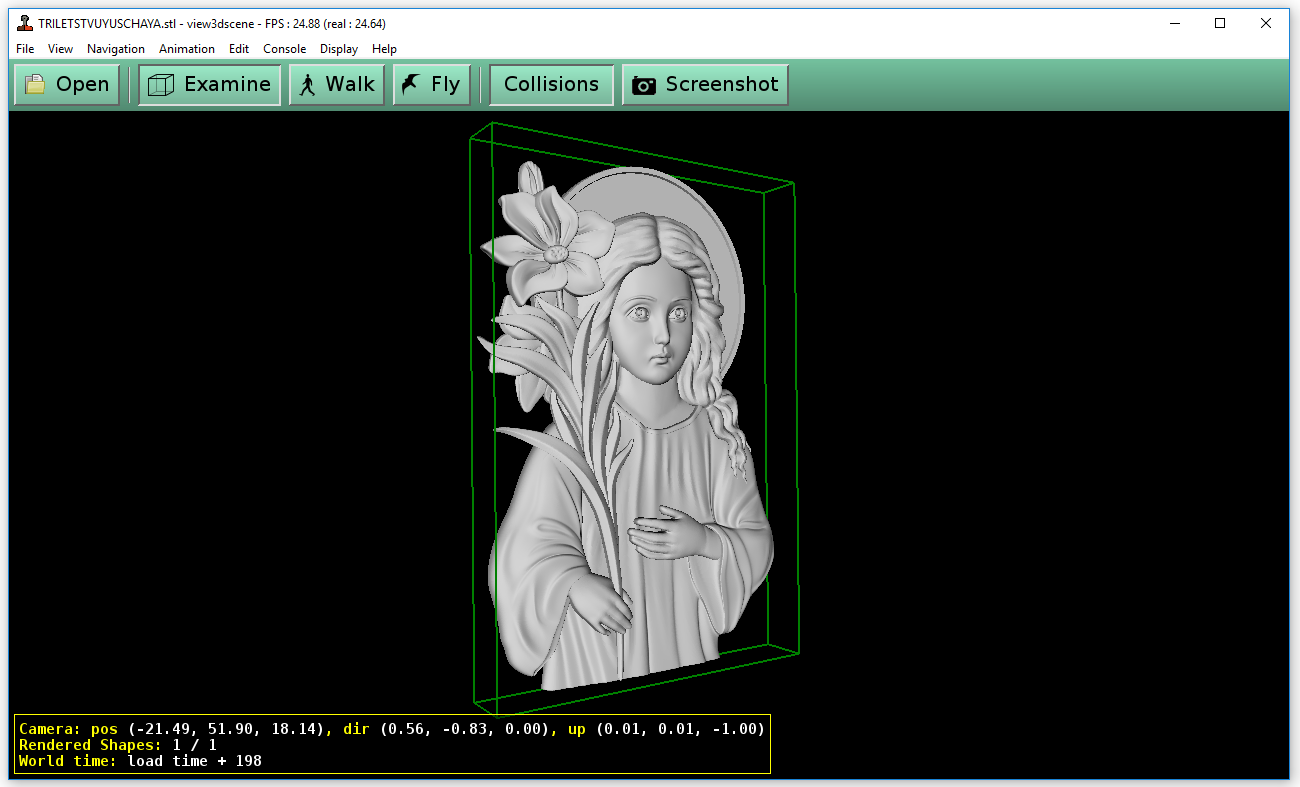 TRILETSTVUYUSCHAYA.stl - view3dscene - FPS : 24.88 (real : 24.64)
File View Navigation Animation Edit Console Display Help
Open Examine Walk Fly Collisions Screenshot
Camera: pos (-21.49, 51.90, 18.14), dir (0.56, -0.83, 0.00), up (0.01, 0.01, -1.00)
Rendered Shapes: 1 / 1
World time: load time + 198